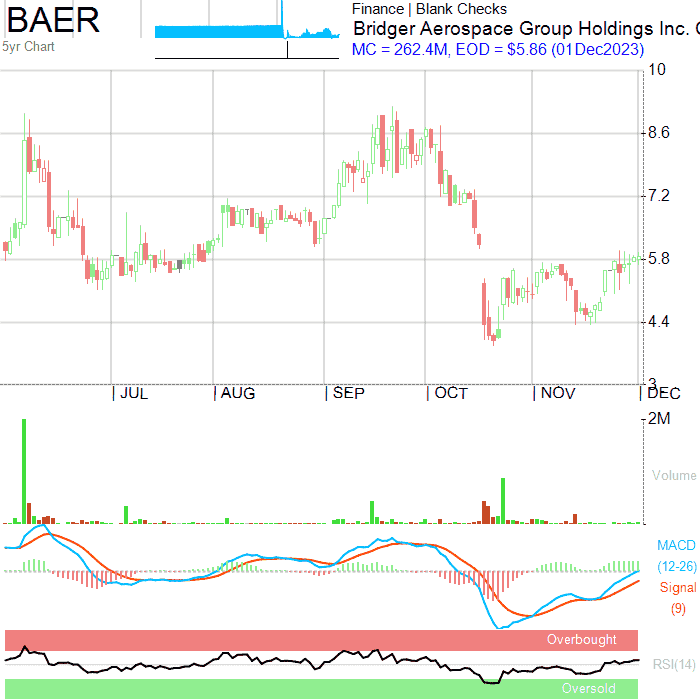 BAER
5yr Chart
Finance | Blank Checks
Bridger Aerospace Group Holdings Inc. C
MC = 262.4M, EOD = $5.86 (01Dec2023)
10
8.6
7.2
5.8
4.4
3
JUL
AUG
SEP
OCT
NOV
DEC
2M
Volume
MACD
(12-26)
Signal
(9)
Overbought
RSI(14)
Oversold